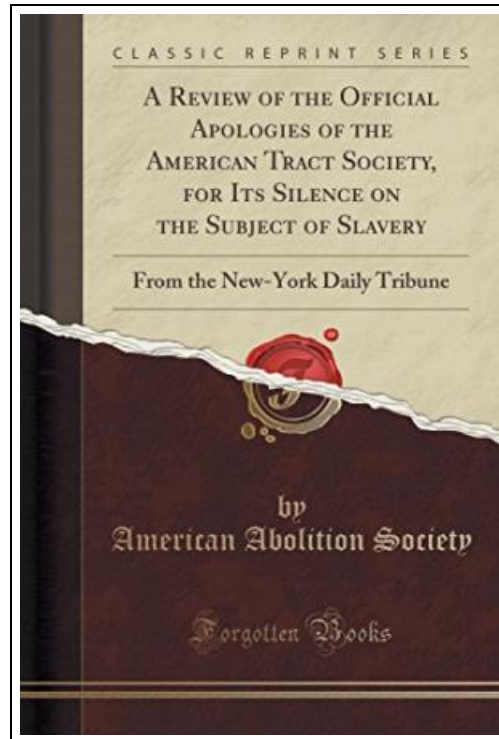 CLASSIC REPRINT SERIES
A REVIEW OF THE OFFICIAL
APOLOGIES OF THE
AMERICAN TRACT SOCIETY,
FOR ITS SILENCE ON
THE SUBJECT OF SLAVERY
From the New-York Daily Tribune
by
American Abolition Society
Forgotten Books